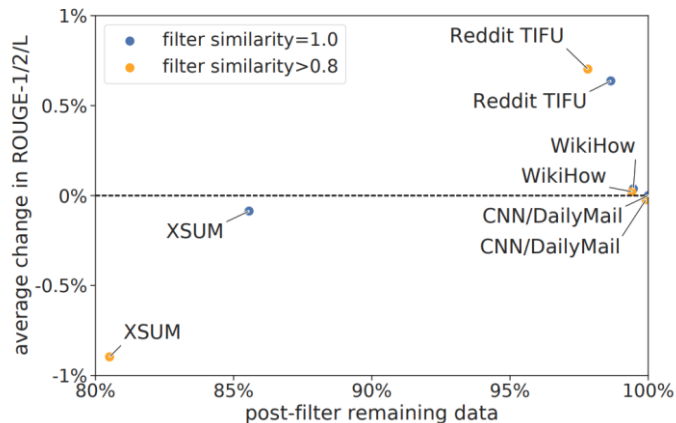 1%
filter similarity=1.0
filter similarity>0.8
Reddit TIFU
0.5%
Reddit TIFU
WikiHow
WikiHow
0%
CNN/DailyMail
XSUM
CNN/DailyMail
-0.5%
XSUM
-1%
80%
85%
90%
95%
100%
average change in ROUGE-1/2/L
post-filter remaining data